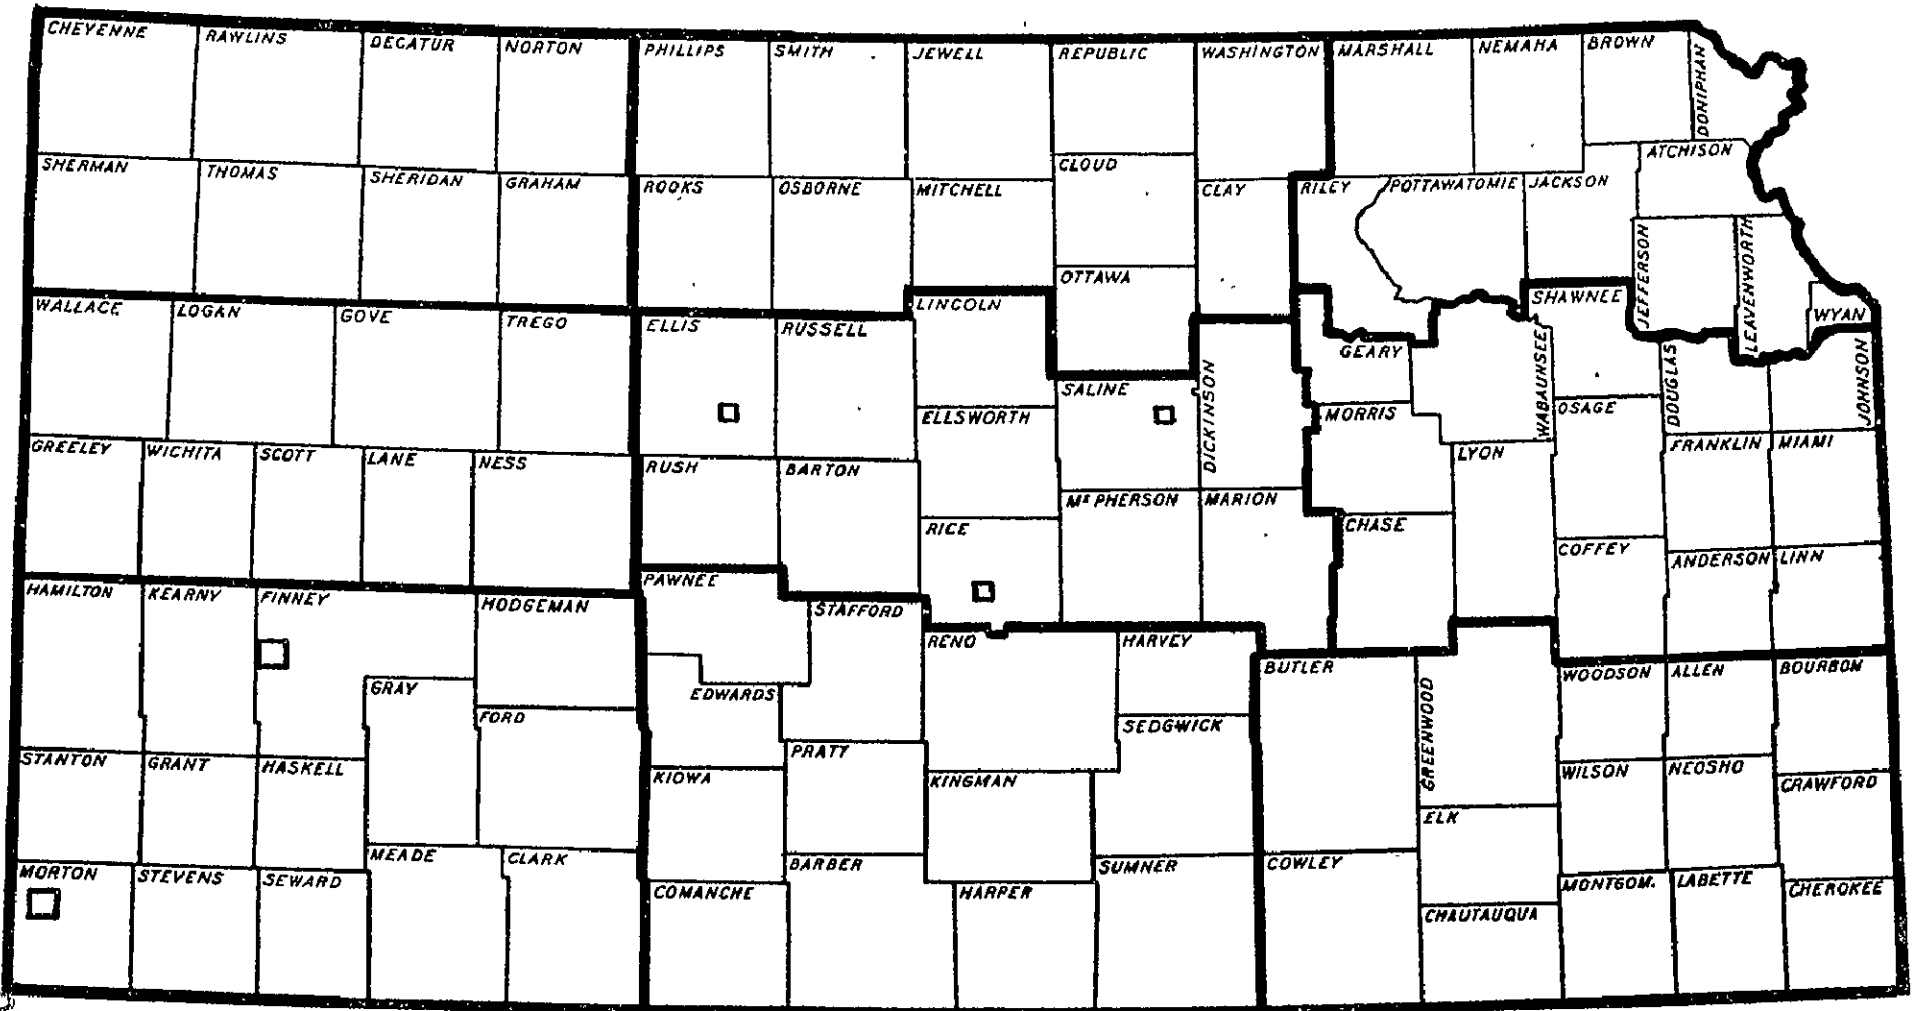 CHEYENNE
RAWLINS
DECATUR
NORTON
PHILLIPS
SMITH
JEWELL
REPUBLIC
WASHINGTON
MARSHALL
NEMAHA
BROWN
DONIPHAN
SHERMAN
THOMAS
SHERIDAN
GRAHAM
ROOKS
OSBORNE
MITCHELL
CLOUD
CLAY
RILEY
POTTAWATOMIE
JACKSON
ATCHISON
JEFFERSON
LEAVENWORTH
WYAN
WALLACE
LOGAN
GOVE
TREGO
ELLIS
RUSSELL
LINCOLN
OTTAWA
GEARY
WABAUNSEE
SHAWNEE
DOUGLAS
JOHNSON
SALINE
DICKINSON
ELLSWORTH
MORRIS
OSAGE
GREELEY
WICHITA
SCOTT
LANE
NESS
RUSH
BARTON
RICE
Mc PHERSON
MARION
CHASE
LYON
FRANKLIN
MIAMI
COFFEY
ANDERSON
LINN
HAMILTON
KEARNY
FINNEY
HODGEMAN
PAWNEE
STAFFORD
RENO
HARVEY
BUTLER
GREENWOOD
WOODSON
ALLEN
BOURBON
GRAY
FORD
EDWARDS
SEDGWICK
STANTON
GRANT
HASKELL
KIOWA
PRATT
KINGMAN
WILSON
NEOSHO
CRAWFORD
ELK
MORTON
STEVENS
SEWARD
MEADE
CLARK
COMANCHE
BARBER
HARPER
SUMNER
COWLEY
CHAUTAUQUA
MONTGOM.
LABETTE
CHEROKEE